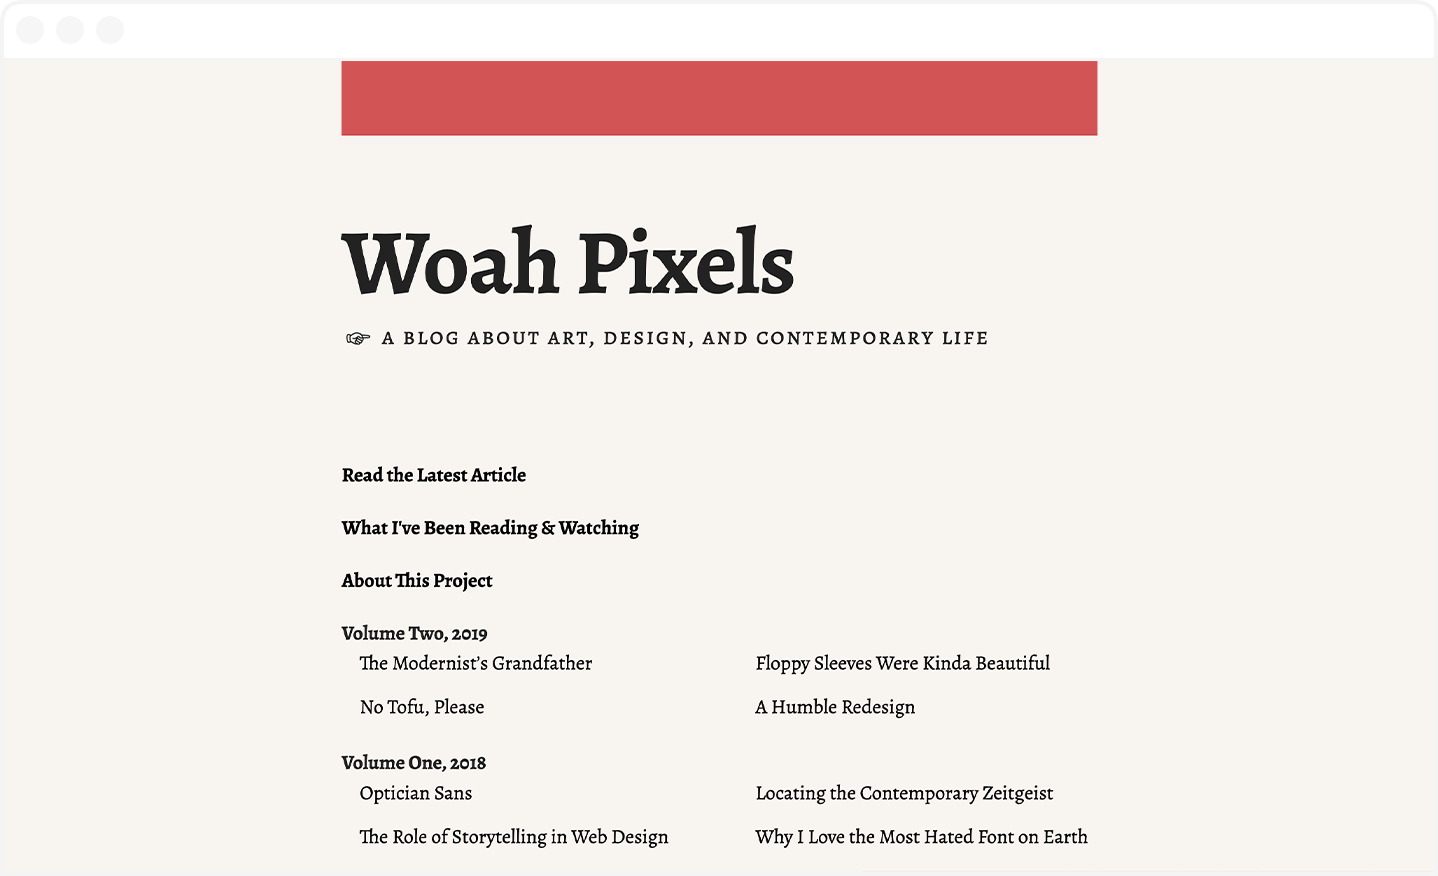 Woah Pixels
☞ A BLOG ABOUT ART, DESIGN, AND CONTEMPORARY LIFE
Read the Latest Article
What I've Been Reading & Watching
About This Project
Volume Two, 2019
The Modernist’s Grandfather
Floppy Sleeves Were Kinda Beautiful
No Tofu, Please
A Humble Redesign
Volume One, 2018
Optician Sans
Locating the Contemporary Zeitgeist
The Role of Storytelling in Web Design
Why I Love the Most Hated Font on Earth